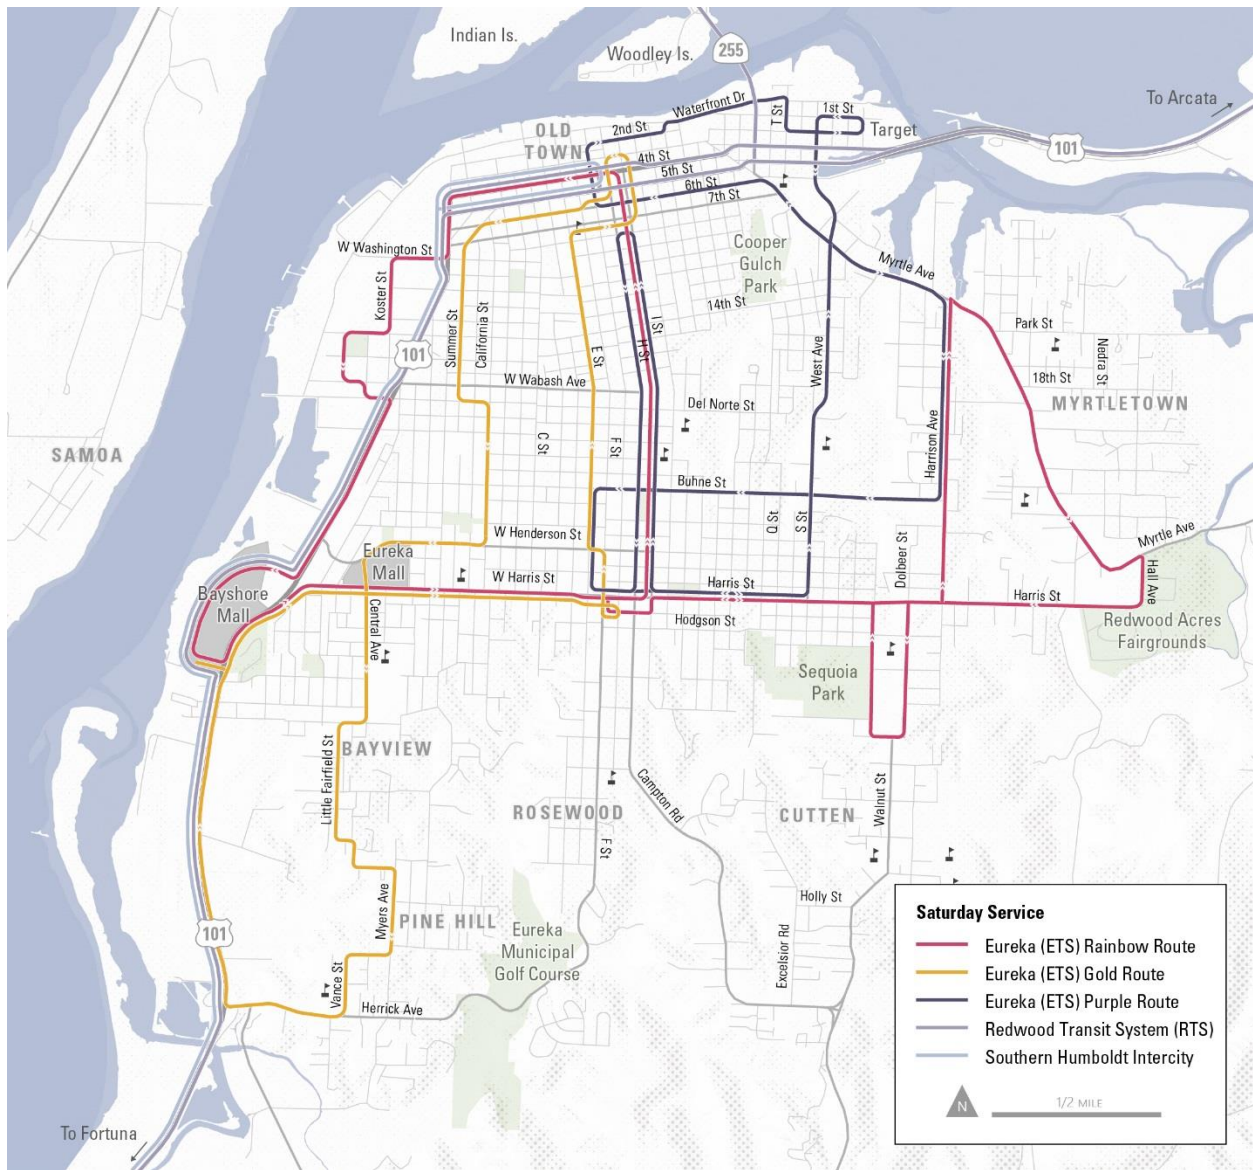 Indian Is.
Woodley Is.
255
To Arcata
Waterfront Dr
T St
1st St
Target
2nd St
OLD
TOWN
4th St
5th St
101
6th St
7th St
W Washington St
Cooper
Gulch
Park
Myrtle Ave
Koster St
Summer St
California St
14th St
I St
H St
E St
West Ave
Park St
Nedra St
18th St
101
W Wabash Ave
Del Norte St
MYRTLETOWN
SAMOA
C St
F St
Harrison Ave
Buhne St
Q St
S St
W Henderson St
Eureka
Mall
Dolbeer St
Myrtle Ave
W Harris St
Harris St
Harris St
Hall Ave
Bayshore
Mall
Hodgson St
Central Ave
Redwood Acres
Fairgrounds
Sequoia
Park
BAYVIEW
Little Fairfield St
Campton Rd
Walnut St
ROSEWOOD
CUTTEN
F St
Holly St
Myers Ave
PINE HILL
101
Eureka
Municipal
Golf Course
Excelsior Rd
Vance St
Herrick Ave
To Fortuna
Saturday Service
Eureka (ETS) Rainbow Route
Eureka (ETS) Gold Route
Eureka (ETS) Purple Route
Redwood Transit System (RTS)
Southern Humboldt Intercity
N
1/2 MILE